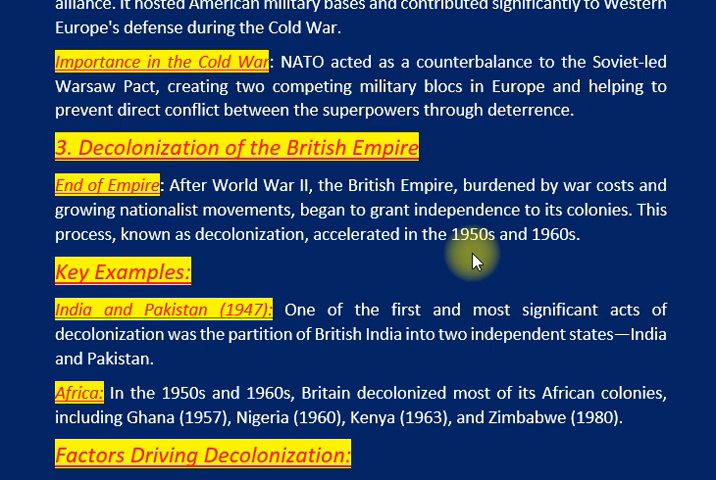 alliance. It hosted American military bases and contributed significantly to Western
Europe's defense during the Cold War.
Importance in the Cold War: NATO acted as a counterbalance to the Soviet-led
Warsaw Pact, creating two competing military blocs in Europe and helping to
prevent direct conflict between the superpowers through deterrence.
3. Decolonization of the British Empire
End of Empire: After World War II, the British Empire, burdened by war costs and
growing nationalist movements, began to grant independence to its colonies. This
process, known as decolonization, accelerated in the 1950s and 1960s.
Key Examples:
India and Pakistan (1947): One of the first and most significant acts of
decolonization was the partition of British India into two independent states—India
and Pakistan.
Africa: In the 1950s and 1960s, Britain decolonized most of its African colonies,
including Ghana (1957), Nigeria (1960), Kenya (1963), and Zimbabwe (1980).
Factors Driving Decolonization: